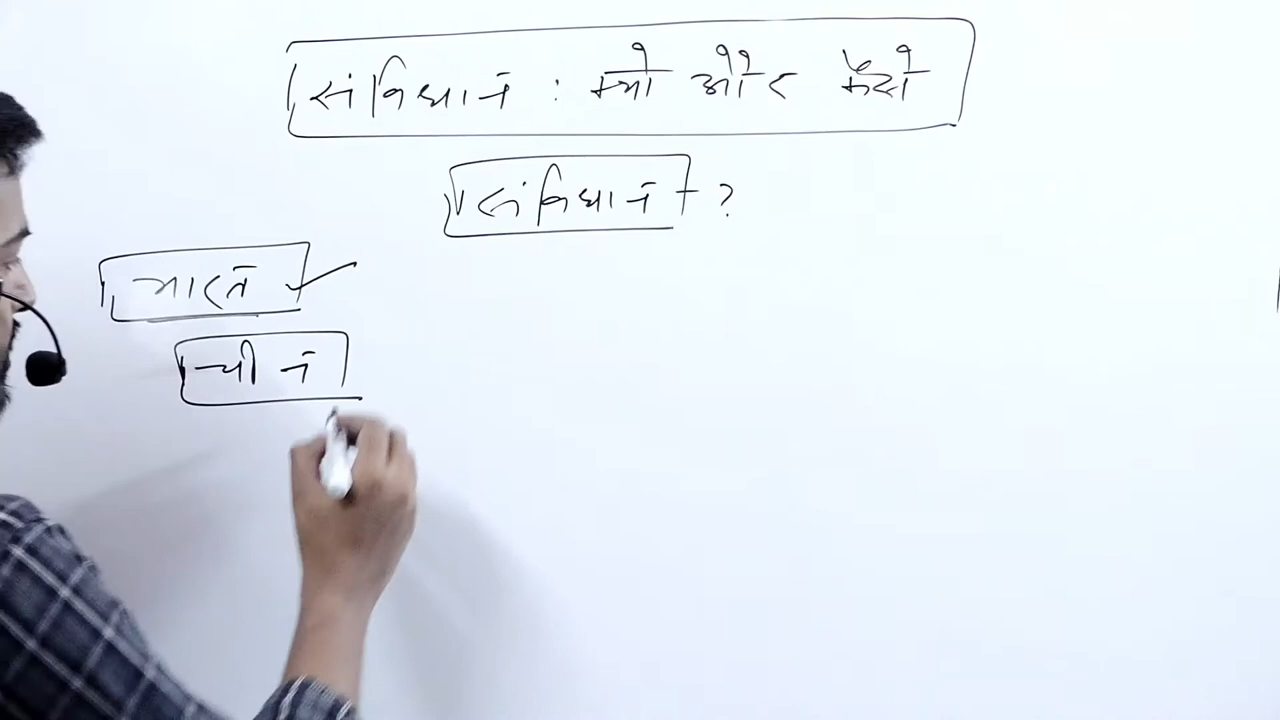 संविधान : क्यों और कैसे
संविधान - ?
भारत
चीन